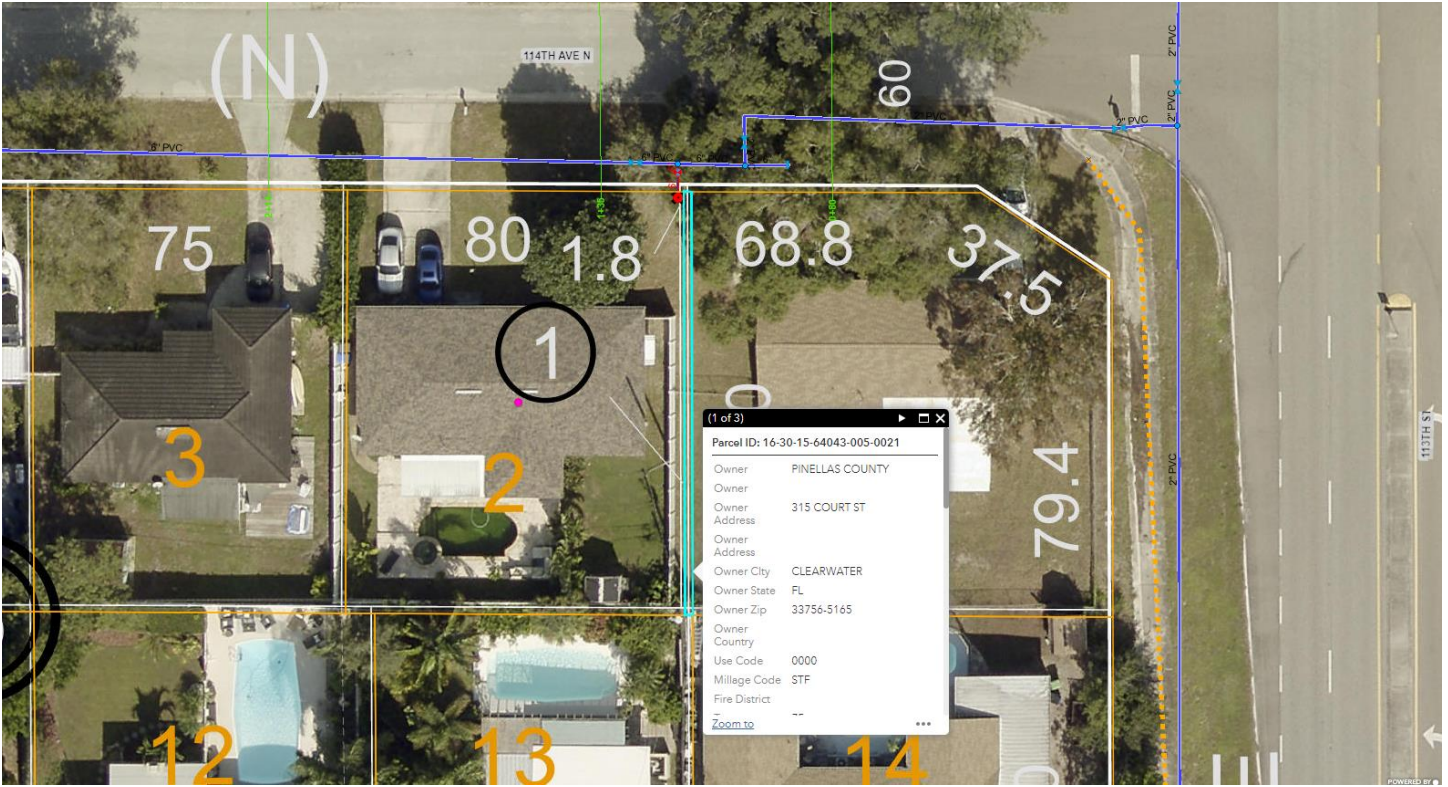 (N)
114TH AVE N
60
2" PVC
2" PVC
2" PVC
6" PVC
75
80
1.8
68.8
37.5
1
3
2
79.4
2" PVC
113TH ST
(1 of 3)
Parcel ID: 16-30-15-64043-005-0021
Owner PINELLAS COUNTY
Owner
Owner Address 315 COURT ST
Owner Address
Owner CIty CLEARWATER
Owner State FL
Owner Zip 33756-5165
Owner Country
Use Code 0000
Millage Code STF
Fire District
Zoom to
12
13
14
POWERED BY